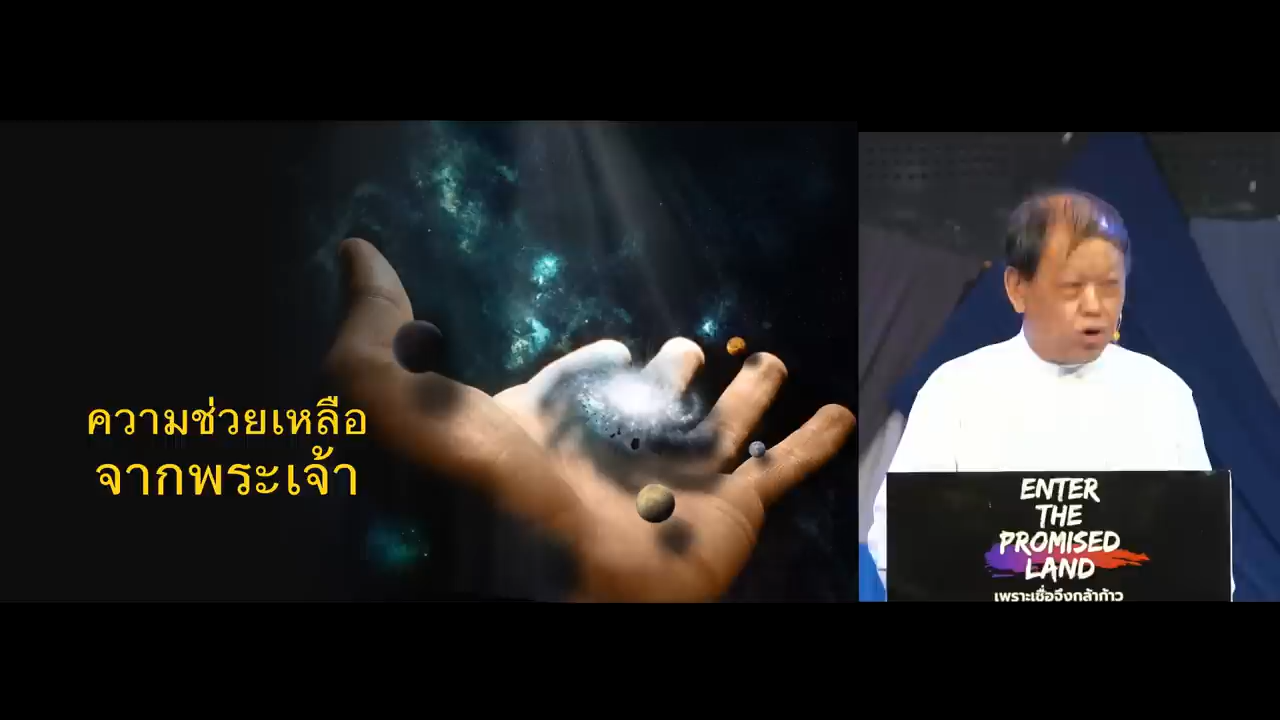 ความช่วยเหลือ
จากพระเจ้า
ENTER
THE
PROMISED
LAND
เพราะเชื่อจึงกล้าก้าว